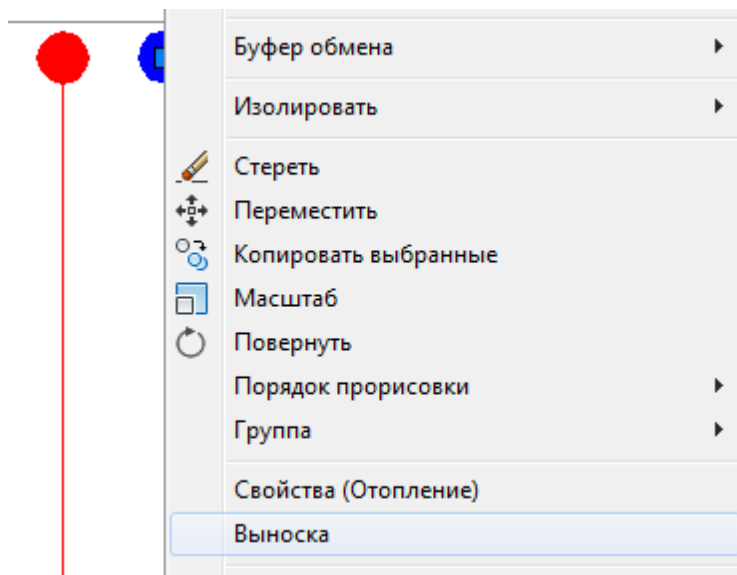 Буфер обмена
Изолировать
Стереть
Переместить
Копировать выбранные
Масштаб
Повернуть
Порядок прорисовки
Группа
Свойства (Отопление)
Выноска